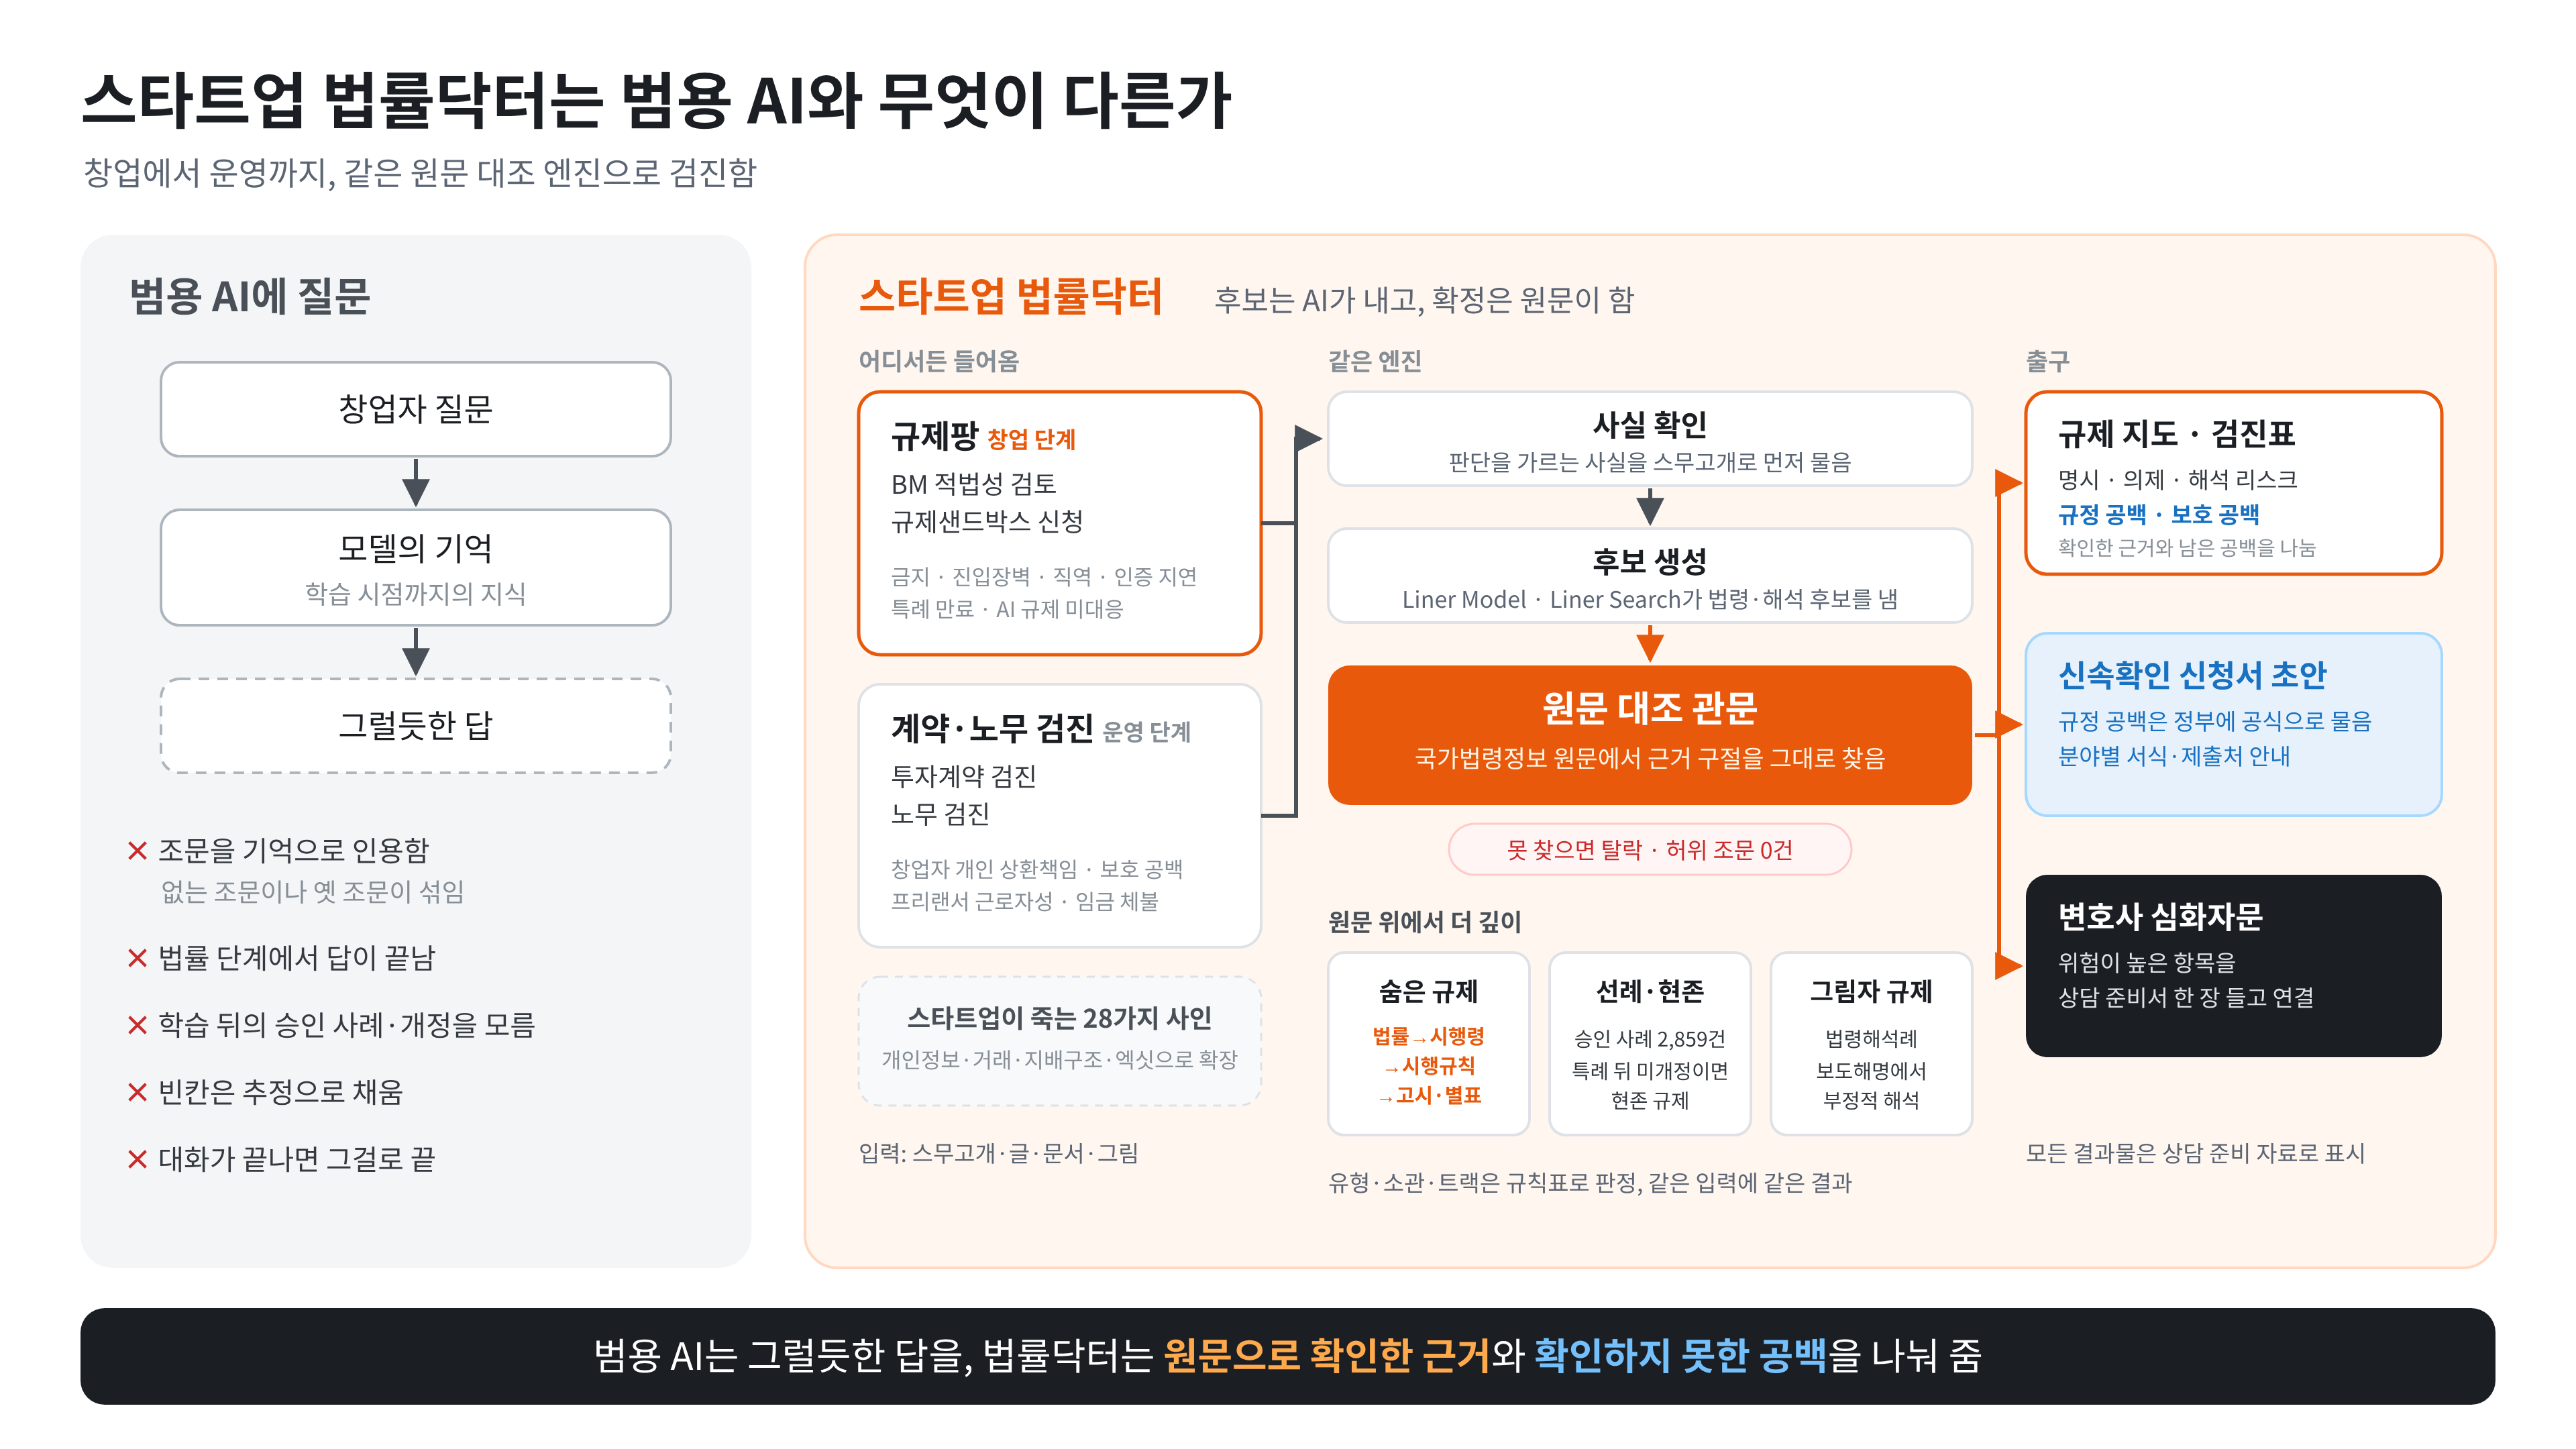 스타트업 법률닥터는 범용 AI와 무엇이 다른가
창업에서 운영까지, 같은 원문 대조 엔진으로 검진함
범용 AI에 질문
창업자 질문
모델의 기억
학습 시점까지의 지식
그럴듯한 답
✕ 조문을 기억으로 인용함
없는 조문이나 옛 조문이 섞임
✕ 법률 단계에서 답이 끝남
✕ 학습 뒤의 승인 사례·개정을 모름
✕ 빈칸은 추정으로 채움
✕ 대화가 끝나면 그걸로 끝
스타트업 법률닥터 후보는 AI가 내고, 확정은 원문이 함
어디서든 들어옴
규제팡 창업 단계
BM 적법성 검토
규제샌드박스 신청
금지 · 진입장벽 · 직역 · 인증 지연
특례 만료 · AI 규제 미대응
계약·노무 검진 운영 단계
투자계약 검진
노무 검진
창업자 개인 상환책임 · 보호 공백
프리랜서 근로자성 · 임금 체불
스타트업이 죽는 28가지 사인
개인정보·거래·지배구조·엑싯으로 확장
입력: 스무고개·글·문서·그림
같은 엔진
사실 확인
판단을 가르는 사실을 스무고개로 먼저 물음
후보 생성
Liner Model · Liner Search가 법령·해석 후보를 냄
원문 대조 관문
국가법령정보 원문에서 근거 구절을 그대로 찾음
못 찾으면 탈락 · 허위 조문 0건
원문 위에서 더 깊이
숨은 규제
법률→시행령
→시행규칙
→고시·별표
선례·현존
승인 사례 2,859건
특례 뒤 미개정이면
현존 규제
그림자 규제
법령해석례
보도해명에서
부정적 해석
유형·소관·트랙은 규칙표로 판정, 같은 입력에 같은 결과
출구
규제 지도 · 검진표
명시 · 의제 · 해석 리스크
규정 공백 · 보호 공백
확인한 근거와 남은 공백을 나눔
신속확인 신청서 초안
규정 공백은 정부에 공식으로 물음
분야별 서식·제출처 안내
변호사 심화자문
위험이 높은 항목을
상담 준비서 한 장 들고 연결
모든 결과물은 상담 준비 자료로 표시
범용 AI는 그럴듯한 답을, 법률닥터는 원문으로 확인한 근거와 확인하지 못한 공백을 나눠 줌